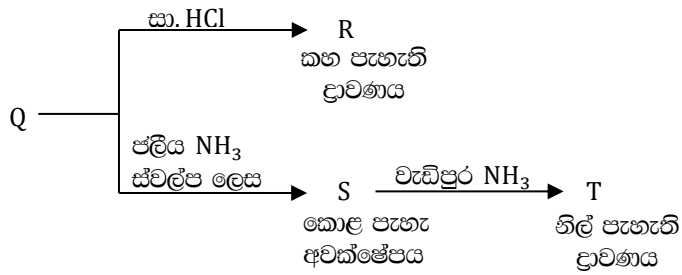 සා. HCl
R
කහ පැහැති
ද්‍රාවණය
Q
ජලීය NH₃
ස්වල්ප ලෙස
S
වැඩිපුර NH₃
T
කොළ පැහැ
අවක්ෂේපය
නිල් පැහැති
ද්‍රාවණය